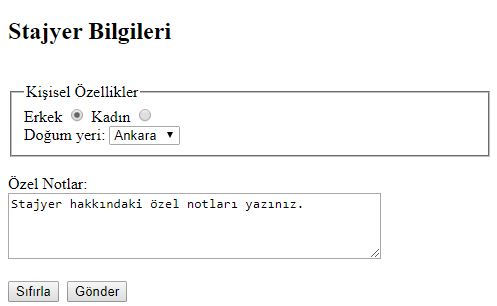 Stajyer Bilgileri
Kişisel Özellikler
Erkek Kadın
Doğum yeri: Ankara
Özel Notlar:
Stajyer hakkındaki özel notları yazınız.
Sıfırla Gönder